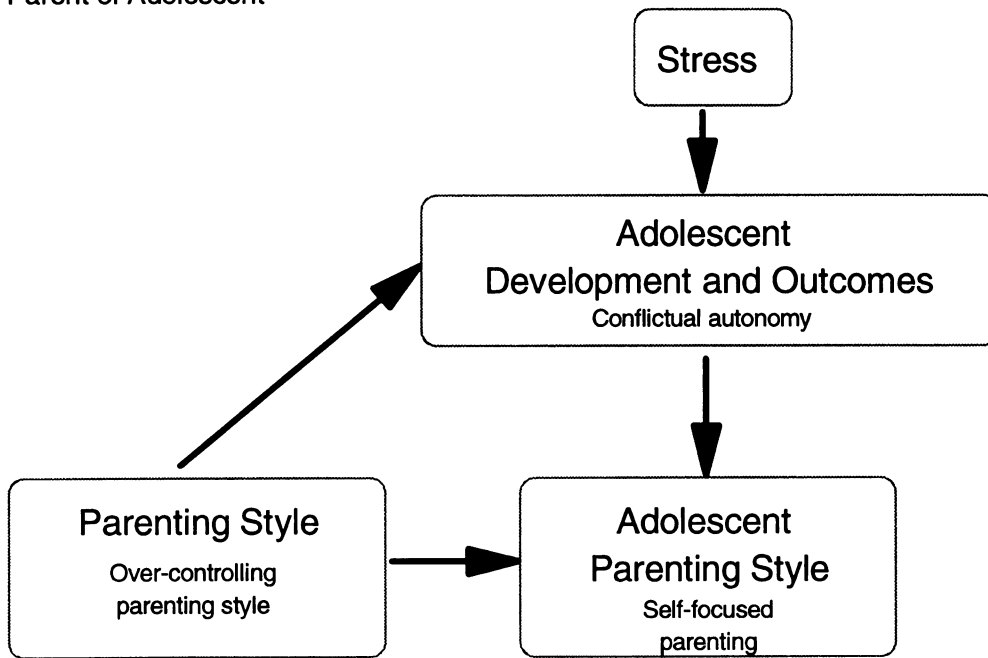 Parent of Adolescent
Stress
Adolescent
Development and Outcomes
Conflictual autonomy
Parenting Style
Over-controlling
parenting style
Adolescent
Parenting Style
Self-focused
parenting